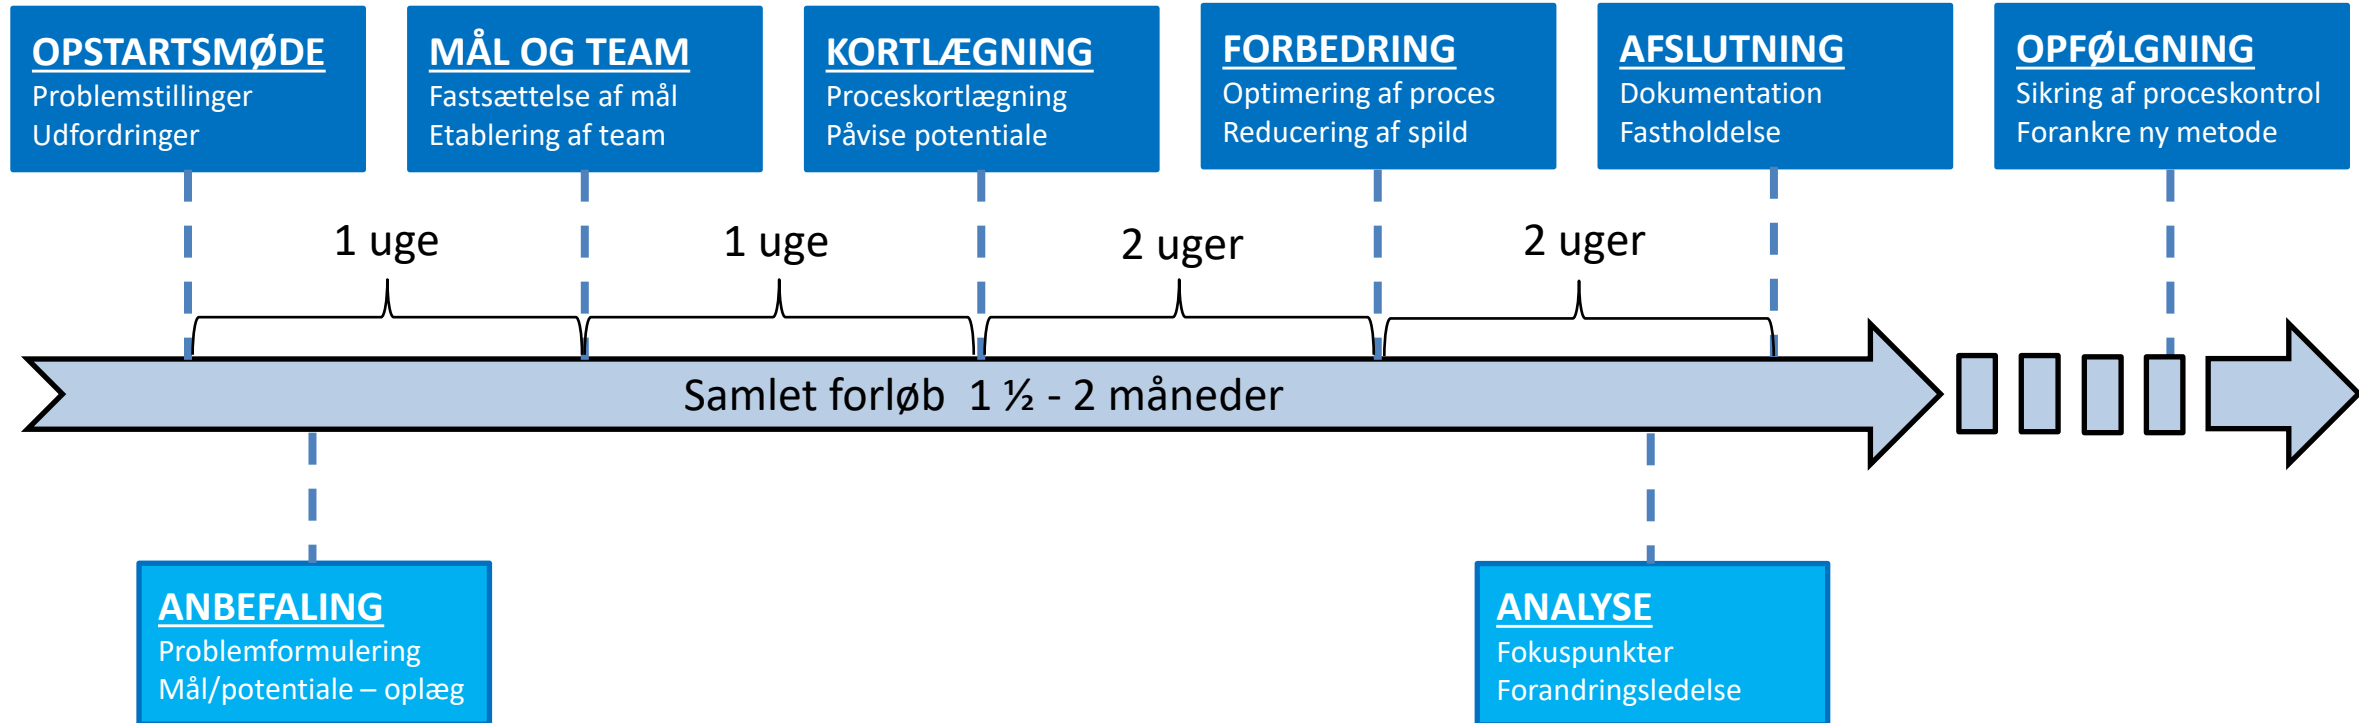 OPSTARTSMØDE
Problemstillinger
Udfordringer
MÅL OG TEAM
Fastsættelse af mål
Etablering af team
KORTLÆGNING
Proceskortlægning
Påvise potentiale
FORBEDRING
Optimering af proces
Reducering af spild
AFSLUTNING
Dokumentation
Fastholdelse
OPFØLGNING
Sikring af proceskontrol
Forankre ny metode
1 uge
1 uge
2 uger
2 uger
Samlet forløb 1 ½ - 2 måneder
ANBEFALING
Problemformulering
Mål/potentiale – oplæg
ANALYSE
Fokuspunkter
Forandringsledelse